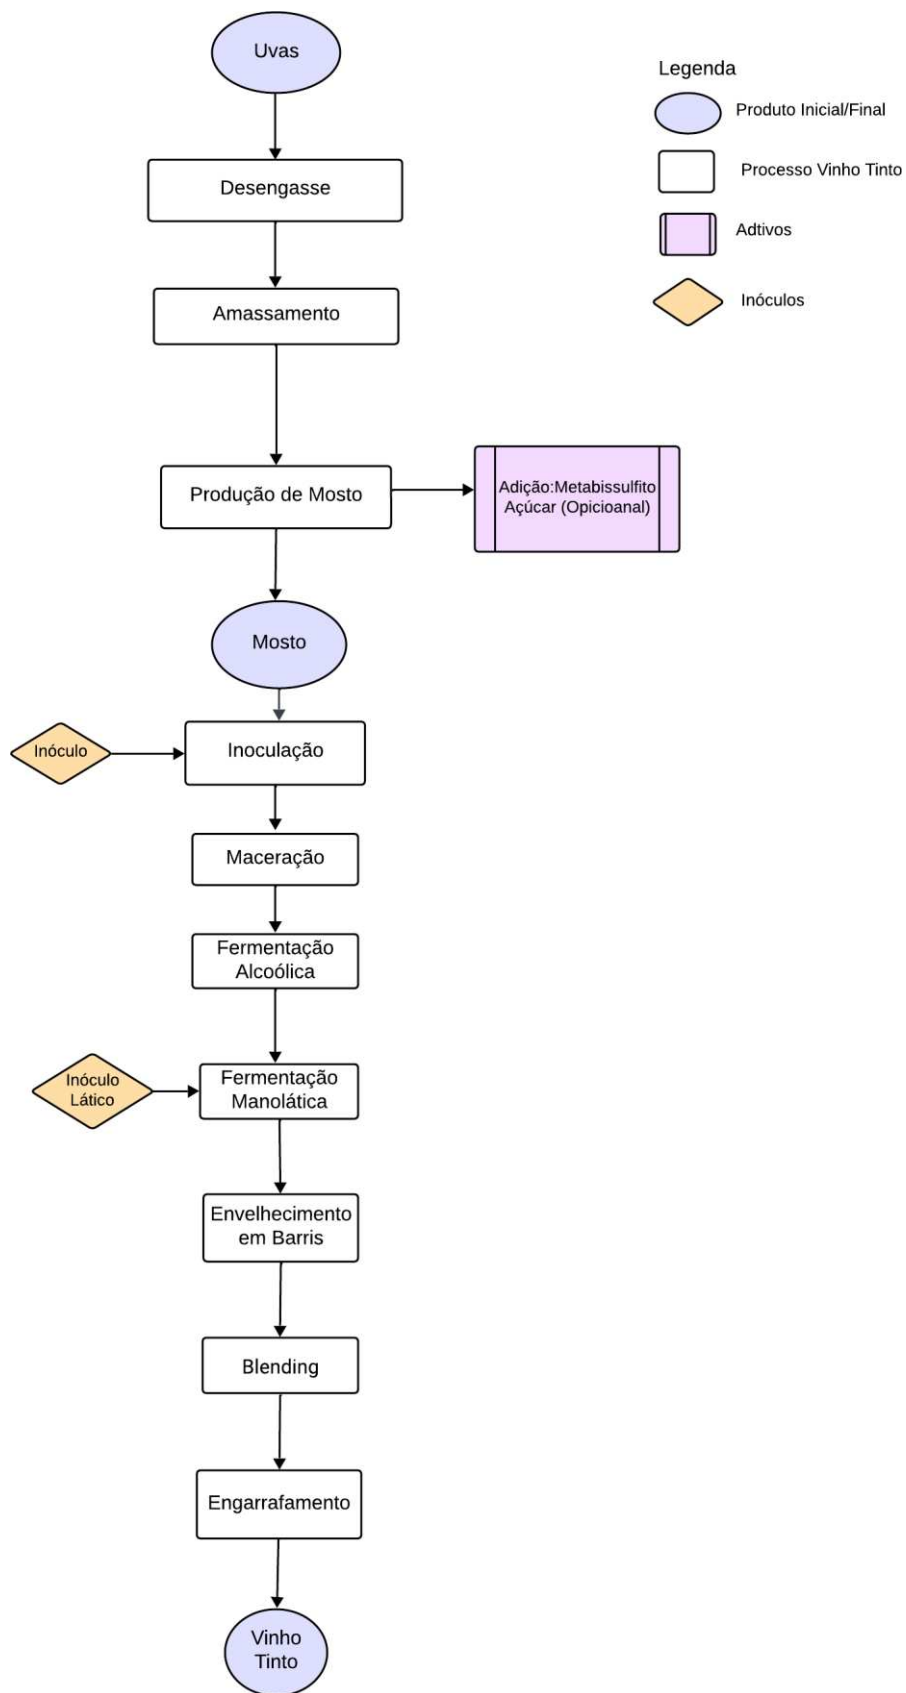 Uvas
Legenda
Produto Inicial/Final
Desengasse
Processo Vinho Tinto
Adtivos
Amassamento
Inóculos
Produção de Mosto
Adição:Metabissulfito
Açúcar (Opicioanal)
Mosto
Inóculo
Inoculação
Maceração
Fermentação
Alcoólica
Inóculo
Lático
Fermentação
Manolática
Envelhecimento
em Barris
Blending
Engarrafamento
Vinho
Tinto